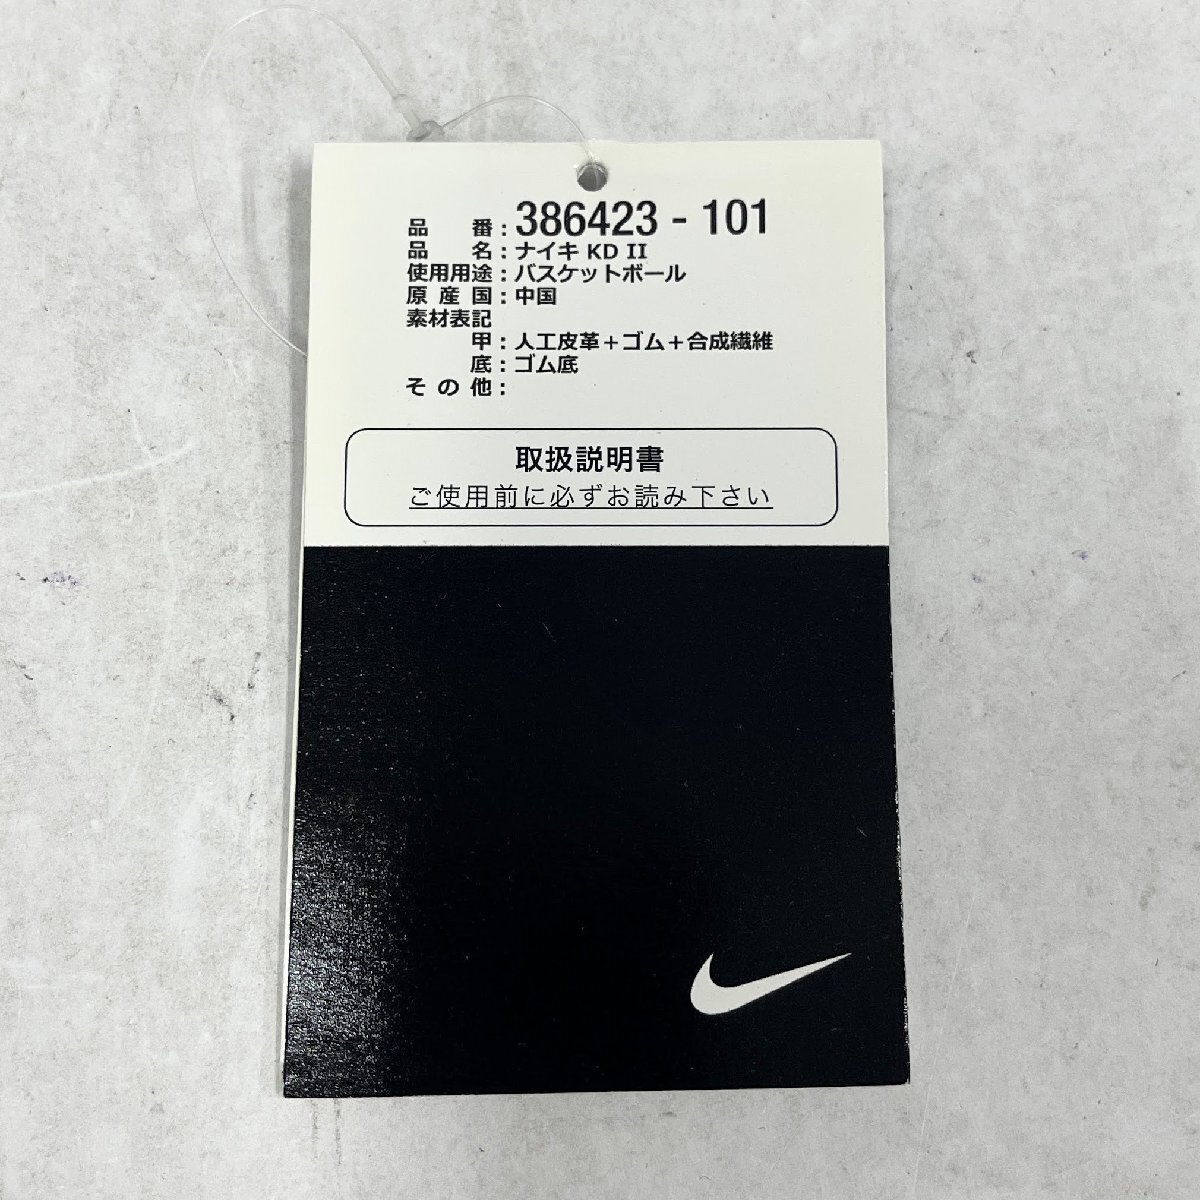 品　番：386423 - 101
品　名：ナイキ KD II
使用用途：バスケットボール
原産国：中国
素材表記
甲：人工皮革＋ゴム＋合成繊維
底：ゴム底
その他：
取扱説明書
ご使用前に必ずお読み下さい